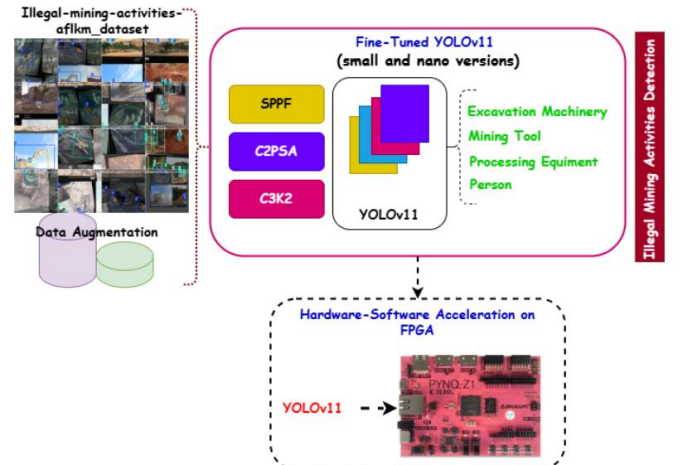 Illegal-mining-activities-
aflkm_dataset
Data Augmentation
Fine-Tuned YOLOv11
(small and nano versions)
SPPF
C2PSA
C3K2
YOLOv11
Excavation Machinery
Mining Tool
Processing Equiment
Person
Illegal Mining Activities Detection
Hardware-Software Acceleration on
FPGA
YOLOv11
PYNQ-Z1